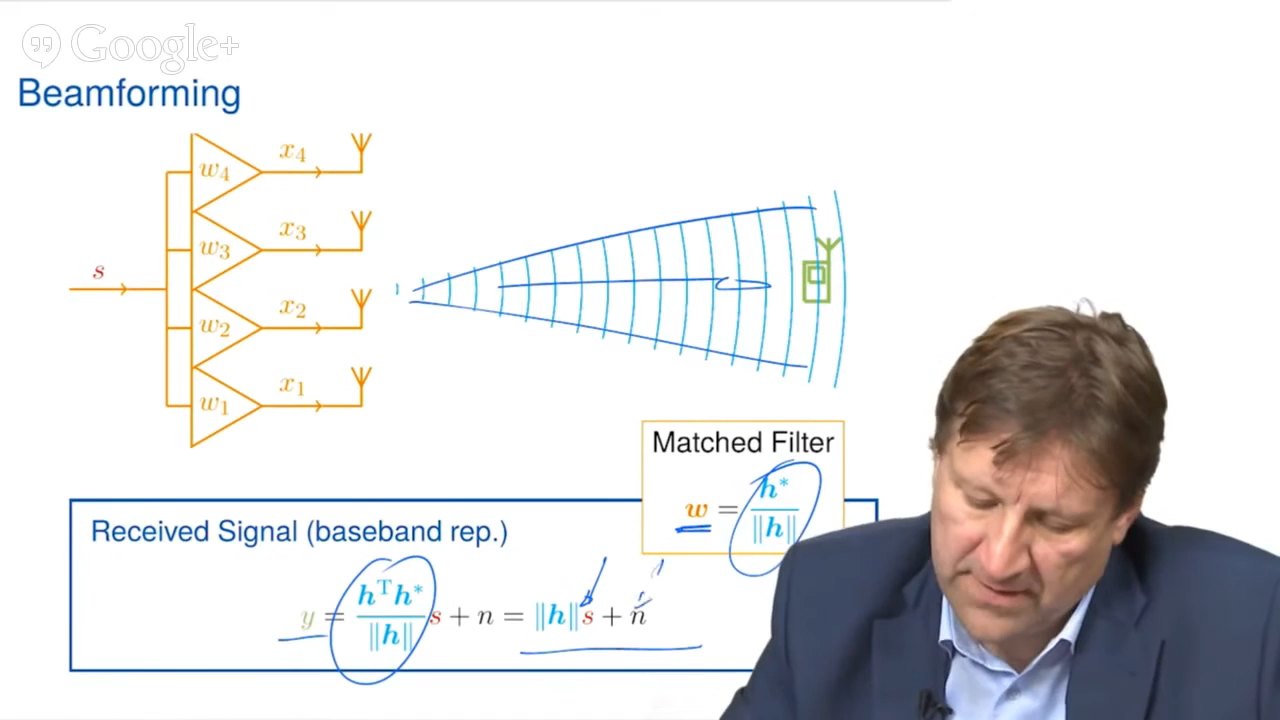 Google+
Beamforming
w₄ x₄
w₃ x₃
s
w₂ x₂
w₁ x₁
Matched Filter
w = h* / ‖h‖
Received Signal (baseband rep.)
y = hᵀh* / ‖h‖ s + n = ‖h‖s + n